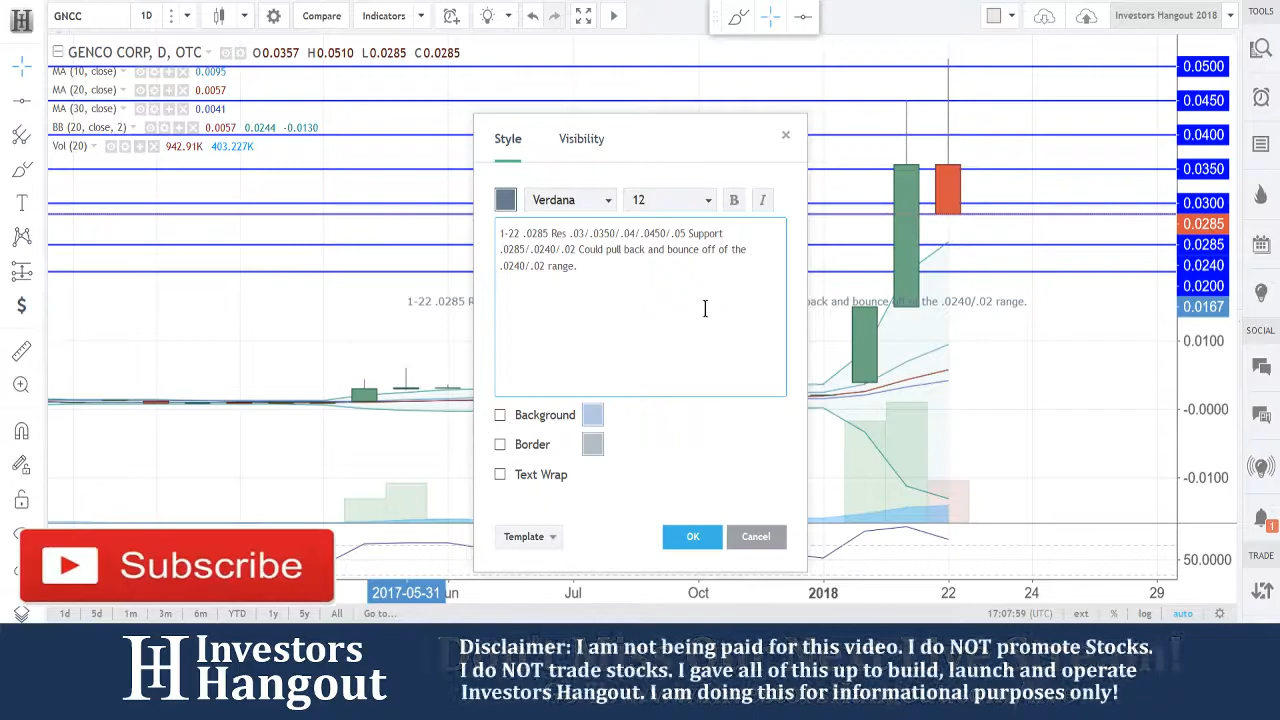 GNCC
1D
Compare
Indicators
Investors Hangout 2018
TOOLS
GENCO CORP, D, OTC
O0.0357 H0.0510 L0.0285 C0.0285
MA (10, close) 0.0095
MA (20, close) 0.0057
MA (30, close) 0.0041
BB (20, close, 2) 0.0057 0.0244 -0.0130
Vol (20) 942.91K 403.227K
Style
Visibility
×
Verdana
12
B
I
1-22 .0285 Res .03/.0350/.04/.0450/.05 Support
.0285/.0240/.02 Could pull back and bounce off of the
.0240/.02 range.
1-22 .0285 R
back and bounce off of the .0240/.02 range.
Background
Border
Text Wrap
Template
OK
Cancel
0.0500
0.0450
0.0400
0.0350
0.0300
0.0285
0.0285
0.0240
0.0200
0.0167
0.0100
-0.0000
-0.0100
50.0000
SOCIAL
1
TRADE
Subscribe
2017-05-31
Jul
Oct
2018
22
29
1d 5d 1m 3m 6m YTD 1y 5y All Go to...
17:07:59 (UTC) ext % log auto
H
Investors
Hangout
Disclaimer: I am not being paid for this video. I do NOT promote Stocks.
I do NOT trade stocks. I gave all of this up to build, launch and operate
Investors Hangout. I am doing this for informational purposes only!